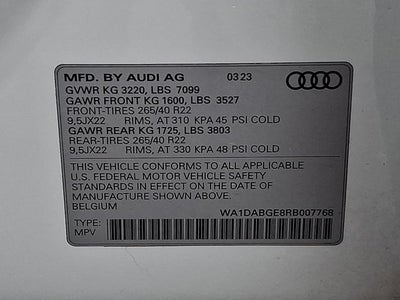 MFD. BY AUDI AG 03 23
GVWR KG 3220, LBS 7099
GAWR FRONT KG 1600, LBS 3527
FRONT-TIRES 265/40 R22
9,5JX22 RIMS, AT 310 KPA 45 PSI COLD
GAWR REAR KG 1725, LBS 3803
REAR-TIRES 265/40 R22
9,5JX22 RIMS, AT 330 KPA 48 PSI COLD
THIS VEHICLE CONFORMS TO ALL APPLICABLE
U.S. FEDERAL MOTOR VEHICLE SAFETY
STANDARDS IN EFFECT ON THE DATE OF
MANUFACTURE SHOWN ABOVE.
BELGIUM WA1DABGE8RB007768
TYPE:
MPV